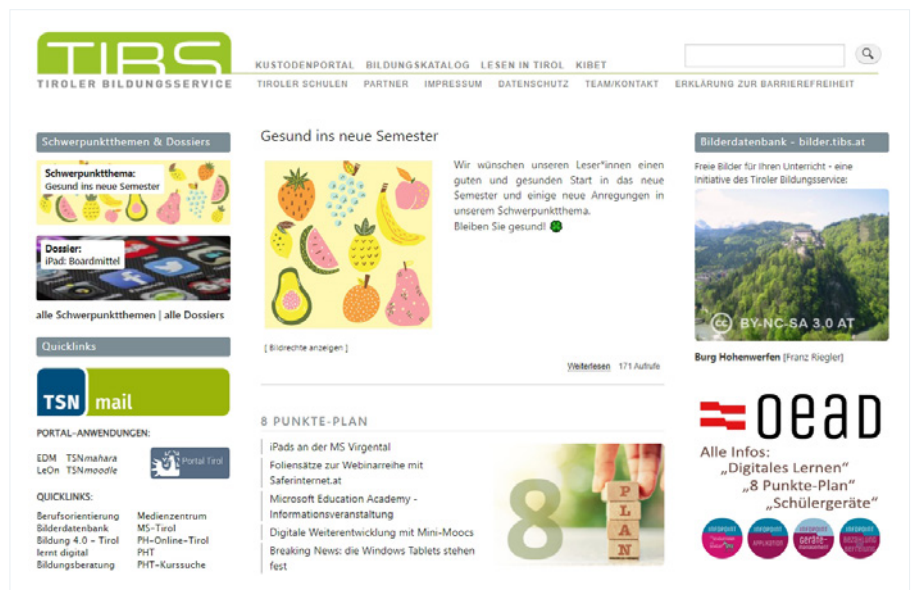 TIBS
TIROLER BILDUNGSSERVICE
KUSTODENPORTAL BILDUNGSKATALOG LESEN IN TIROL KIBET
TIROLER SCHULEN PARTNER IMPRESSUM DATENSCHUTZ TEAM/KONTAKT ERKLÄRUNG ZUR BARRIEREFREIHEIT
Schwerpunktthemen & Dossiers
Schwerpunktthema:
Gesund ins neue Semester
Dossier:
iPad: Boardmittel
alle Schwerpunktthemen | alle Dossiers
Quicklinks
TSN mail
PORTAL-ANWENDUNGEN:
EDM TSNmahara
LeOn TSNmoodle
Portal Tirol
QUICKLINKS:
Berufsorientierung Medienzentrum
Bilderdatenbank MS-Tirol
Bildung 4.0 - Tirol PH-Online-Tirol
lernt digital PHT
Bildungsberatung PHT-Kurssuche
Gesund ins neue Semester
Wir wünschen unseren Leser*innen einen
guten und gesunden Start in das neue
Semester und einige neue Anregungen in
unserem Schwerpunktthema.
Bleiben Sie gesund!
[ Bildrechte anzeigen ]
Weiterlesen 171 Aufrufe
8 PUNKTE-PLAN
iPads an der MS Virgental
Foliensätze zur Webinarreihe mit
Saferinternet.at
Microsoft Education Academy -
Informationsveranstaltung
Digitale Weiterentwicklung mit Mini-Moocs
Breaking News: die Windows Tablets stehen
fest
8
PLAN
Bilderdatenbank - bilder.tibs.at
Freie Bilder für Ihren Unterricht - eine
Initiative des Tiroler Bildungsservice:
cc BY-NC-SA 3.0 AT
Burg Hohenwerfen [Franz Riegler]
oead
Alle Infos:
„Digitales Lernen“
„8 Punkte-Plan“
„Schülergeräte“
INFOPOINT INFOPOINT INFOPOINT INFOPOINT
APPLICATION Geräte-